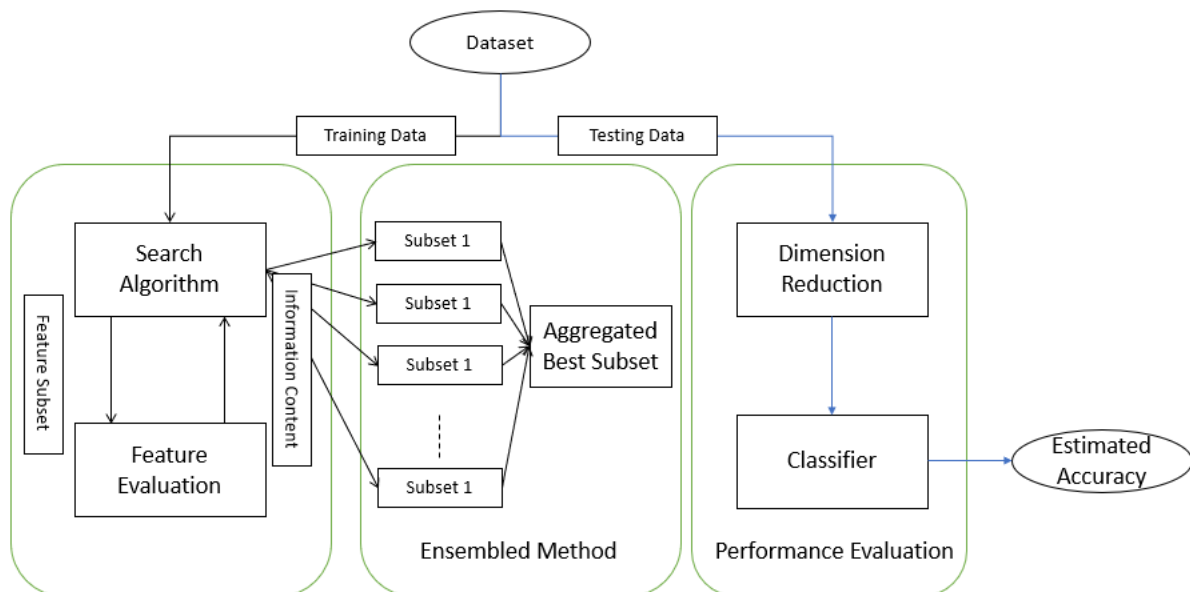 Dataset
Training Data
Testing Data
Search
Algorithm
Feature Subset
Information Content
Feature
Evaluation
Subset 1
Subset 1
Subset 1
Subset 1
Aggregated
Best Subset
Ensembled Method
Dimension
Reduction
Classifier
Performance Evaluation
Estimated
Accuracy